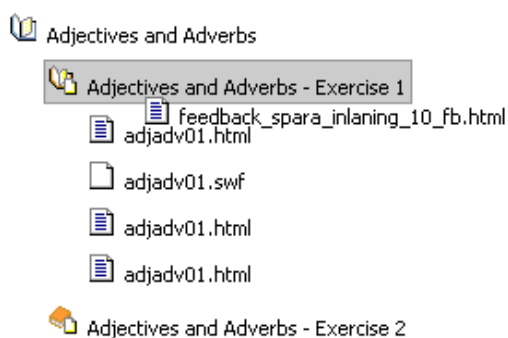 Adjectives and Adverbs
Adjectives and Adverbs - Exercise 1
feedback_spara_inlaning_10_fb.html
adjadv01.html
adjadv01.swf
adjadv01.html
adjadv01.html
Adjectives and Adverbs - Exercise 2